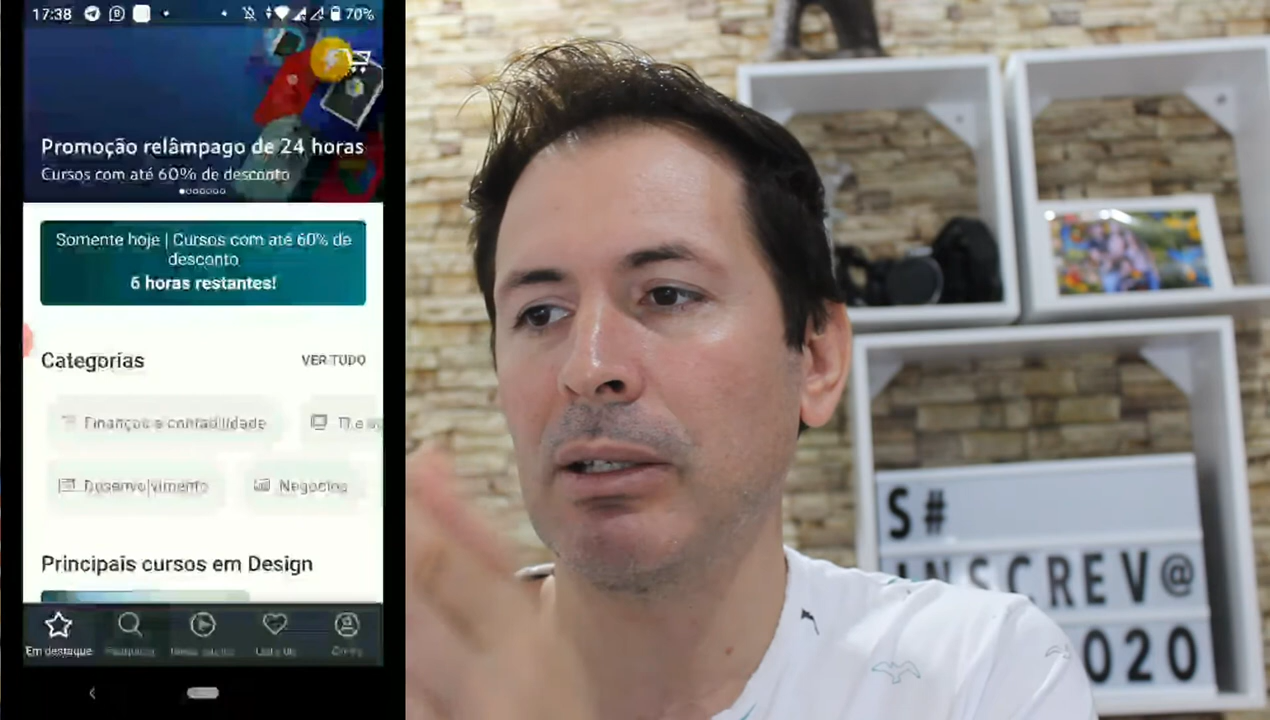 17:38
70%
Promoção relâmpago de 24 horas
Cursos com até 60% de desconto
Somente hoje | Cursos com até 60% de
desconto
6 horas restantes!
Categorias
VER TUDO
Finanças e contabilidade
TI e
Desenvolvimento
Negócios
Principais cursos em Design
Em destaque
S#
INSCREV@
2020